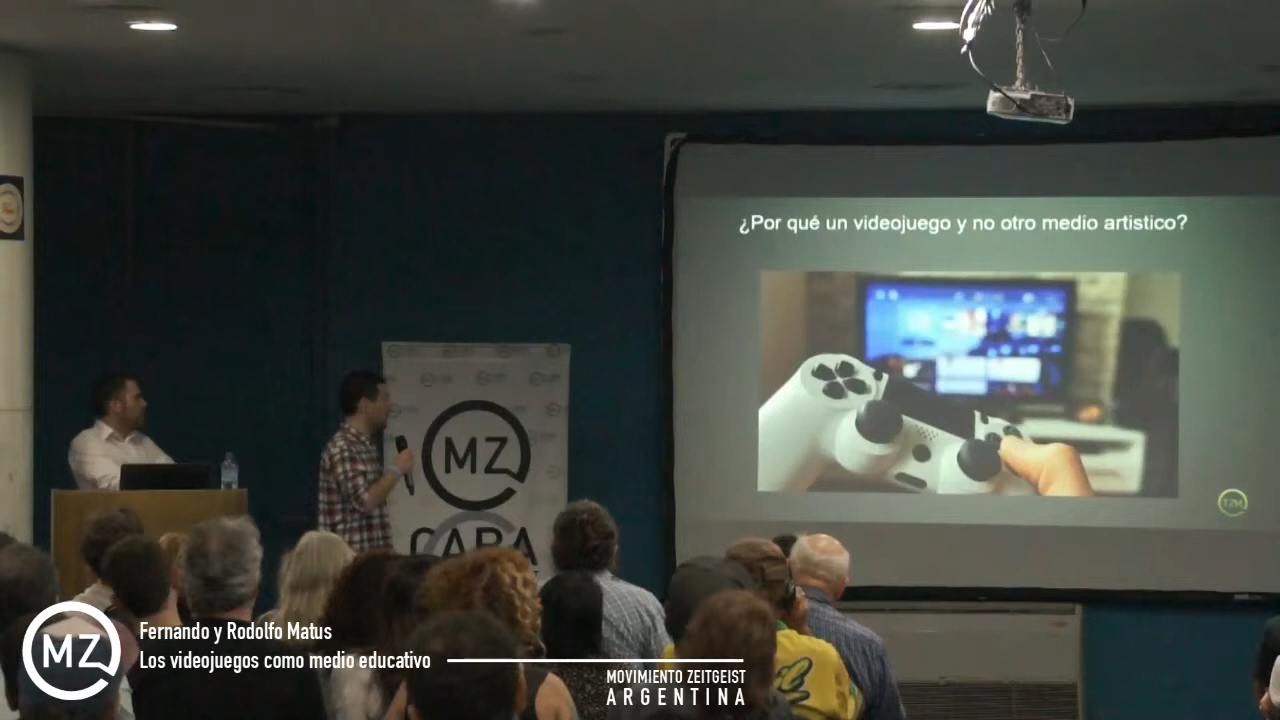 ¿Por qué un videojuego y no otro medio artistico?
MZ
CABA
TZM
MZ
Fernando y Rodolfo Matus
Los videojuegos como medio educativo
MOVIMIENTO ZEITGEIST
ARGENTINA